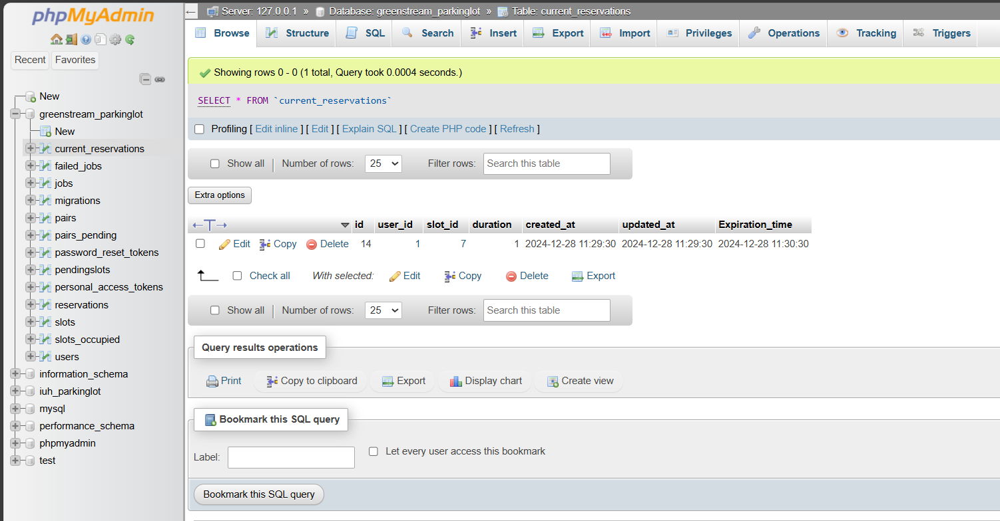 phpMyAdmin
Recent Favorites
New
greenstream_parkinglot
New
current_reservations
failed_jobs
jobs
migrations
pairs
pairs_pending
password_reset_tokens
pendingslots
personal_access_tokens
reservations
slots
slots_occupied
users
information_schema
iuh_parkinglot
mysql
performance_schema
phpmyadmin
test
Server: 127.0.0.1 » Database: greenstream_parkinglot » Table: current_reservations
Browse Structure SQL Search Insert Export Import Privileges Operations Tracking Triggers
Showing rows 0 - 0 (1 total, Query took 0.0004 seconds.)
SELECT * FROM `current_reservations`
Profiling [ Edit inline ] [ Edit ] [ Explain SQL ] [ Create PHP code ] [ Refresh ]
Show all | Number of rows: 25 Filter rows: Search this table
Extra options
←T→ id user_id slot_id duration created_at updated_at Expiration_time
Edit Copy Delete 14 1 7 1 2024-12-28 11:29:30 2024-12-28 11:29:30 2024-12-28 11:30:30
Check all With selected: Edit Copy Delete Export
Show all | Number of rows: 25 Filter rows: Search this table
Query results operations
Print Copy to clipboard Export Display chart Create view
Bookmark this SQL query
Label: Let every user access this bookmark
Bookmark this SQL query